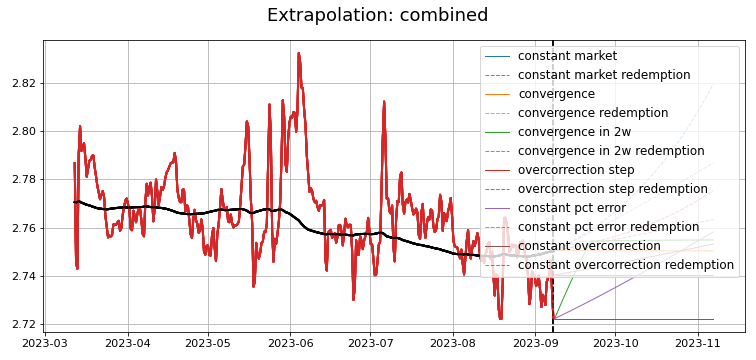 Extrapolation: combined
2.82
2.80
2.78
2.76
2.74
2.72
constant market
constant market redemption
convergence
convergence redemption
convergence in 2w
convergence in 2w redemption
overcorrection step
overcorrection step redemption
constant pct error
constant pct error redemption
constant overcorrection
constant overcorrection redemption
2023-03
2023-04
2023-05
2023-06
2023-07
2023-08
2023-09
2023-10
2023-11